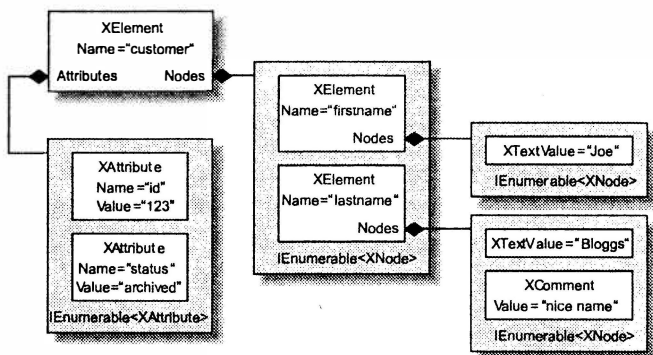 XElement
Name="customer"
Attributes Nodes
XElement
Name="firstname"
Nodes
XElement
Name="lastname"
Nodes
IEnumerable<XNode>
XAttribute
Name="id"
Value="123"
XAttribute
Name="status"
Value="archived"
IEnumerable<XAttribute>
XTextValue="Joe"
IEnumerable<XNode>
XTextValue="Bloggs"
XComment
Value="nice name"
IEnumerable<XNode>